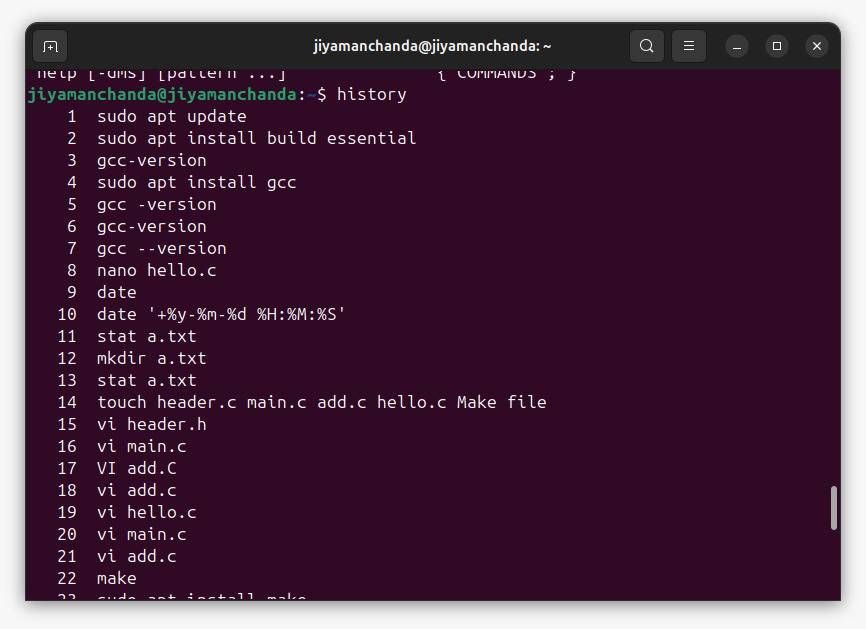 jiyamanchanda@jiyamanchanda: ~
help [-dms] [pattern ...] { COMMANDS ; }
jiyamanchanda@jiyamanchanda:~$ history
1 sudo apt update
2 sudo apt install build essential
3 gcc-version
4 sudo apt install gcc
5 gcc -version
6 gcc-version
7 gcc --version
8 nano hello.c
9 date
10 date '+%y-%m-%d %H:%M:%S'
11 stat a.txt
12 mkdir a.txt
13 stat a.txt
14 touch header.c main.c add.c hello.c Make file
15 vi header.h
16 vi main.c
17 VI add.C
18 vi add.c
19 vi hello.c
20 vi main.c
21 vi add.c
22 make
23 sudo apt install make